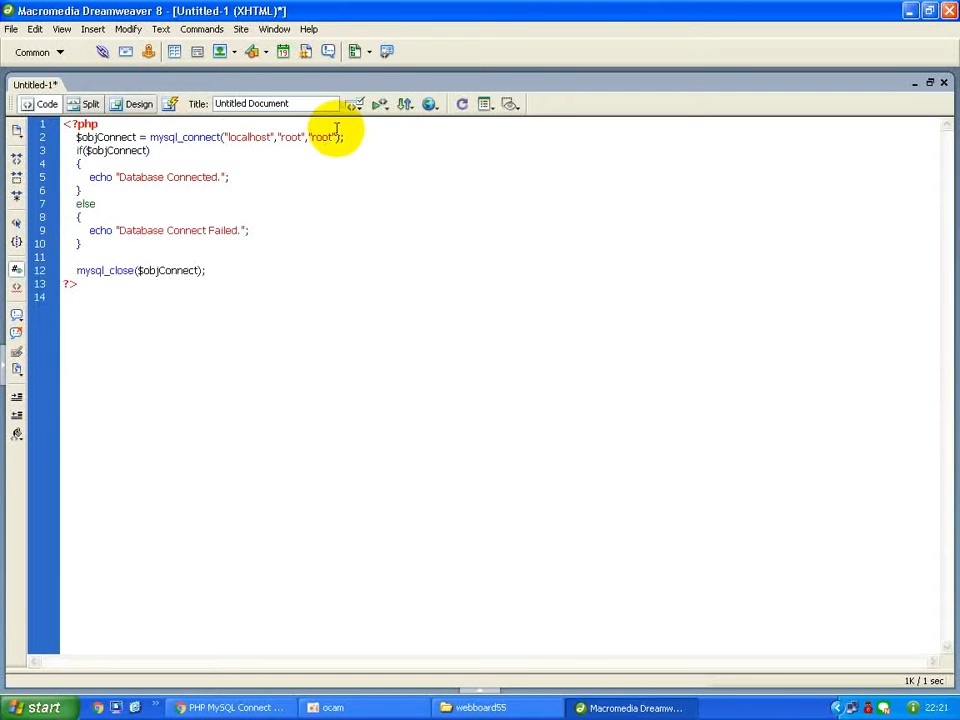 Macromedia Dreamweaver 8 - [Untitled-1 (XHTML)*]
File Edit View Insert Modify Text Commands Site Window Help
Common
Untitled-1*
Code Split Design Title: Untitled Document
1 <?php
2 $objConnect = mysql_connect("localhost","root","root");
3 if($objConnect)
4 {
5 echo "Database Connected.";
6 }
7 else
8 {
9 echo "Database Connect Failed.";
10 }
11
12 mysql_close($objConnect);
13 ?>
14
1K / 1 sec
start PHP MySQL Connect ... ocam webboard55 Macromedia Dreamw... 22:21